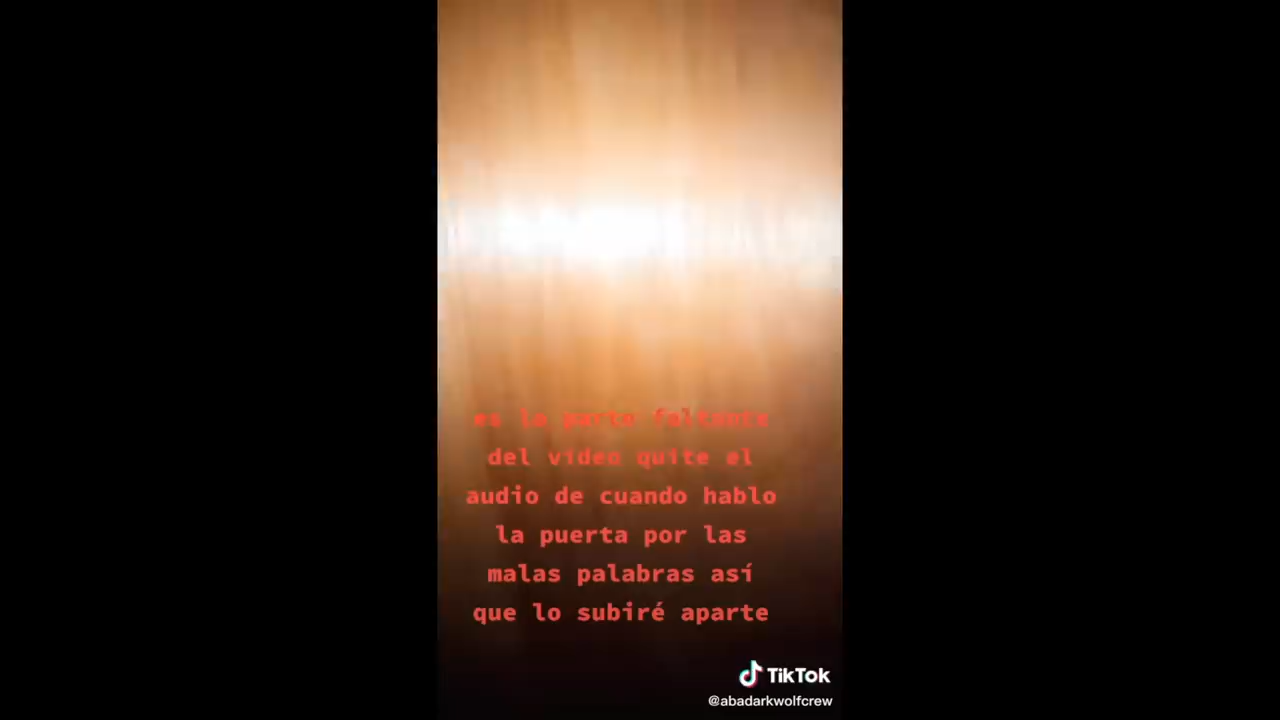 es la parte faltante
del video quite el
audio de cuando hablo
la puerta por las
malas palabras así
que lo subiré aparte
TikTok
@abadarkwolfcrew